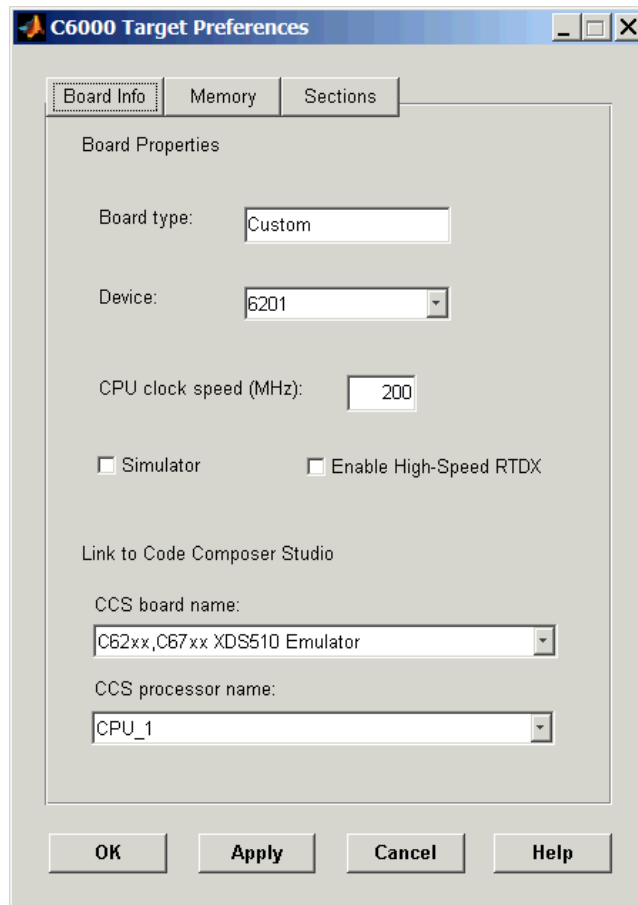 C6000 Target Preferences
Board Info Memory Sections
Board Properties
Board type: Custom
Device: 6201
CPU clock speed (MHz): 200
Simulator Enable High-Speed RTDX
Link to Code Composer Studio
CCS board name:
C62xx,C67xx XDS510 Emulator
CCS processor name:
CPU_1
OK Apply Cancel Help